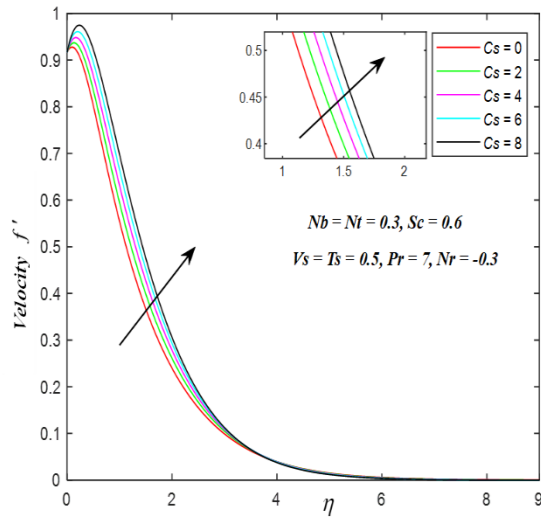 Velocity f '
1
0.9
0.8
0.7
0.6
0.5
0.4
0.3
0.2
0.1
0
0 2 4 6 8 9
η
0.5
0.45
0.4
1 1.5 2
Cs = 0
Cs = 2
Cs = 4
Cs = 6
Cs = 8
Nb = Nt = 0.3, Sc = 0.6
Vs = Ts = 0.5, Pr = 7, Nr = -0.3